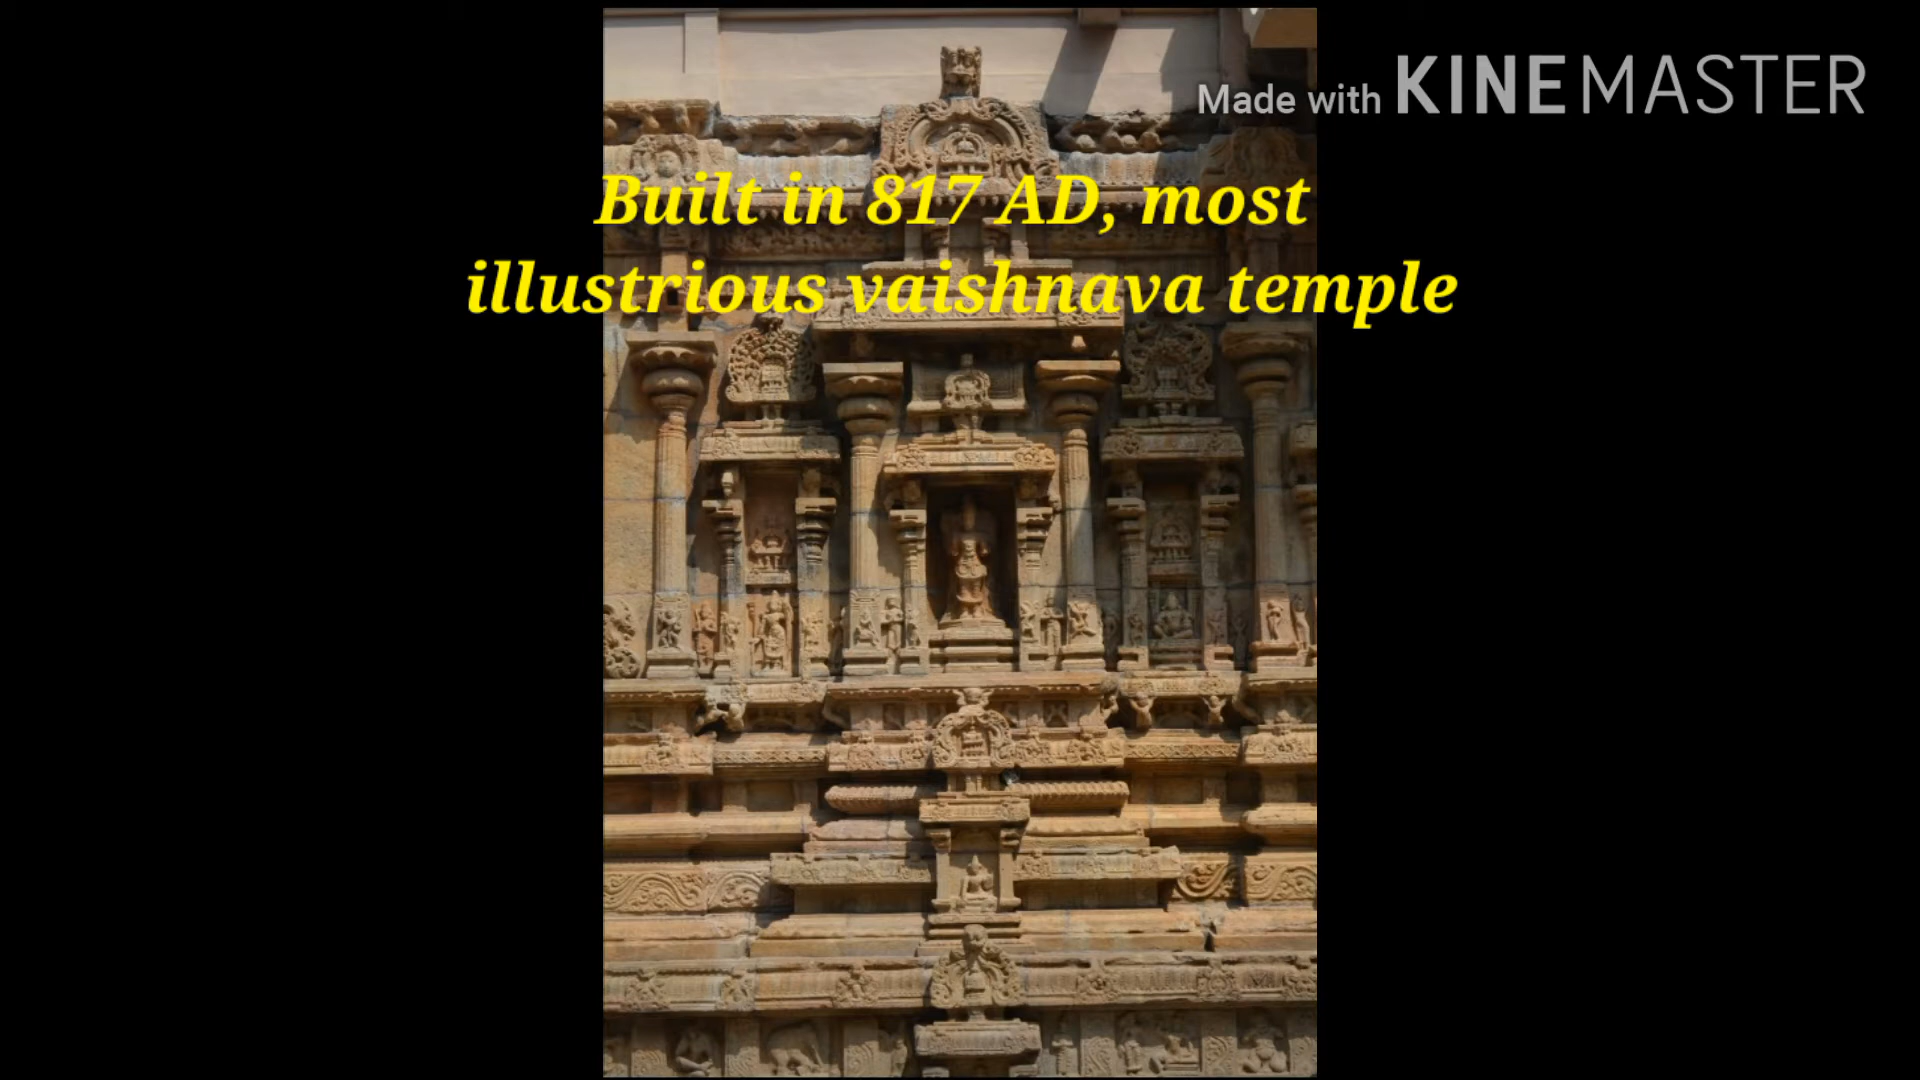 Made with KINEMASTER
Built in 817 AD, most
illustrious vaishnava temple